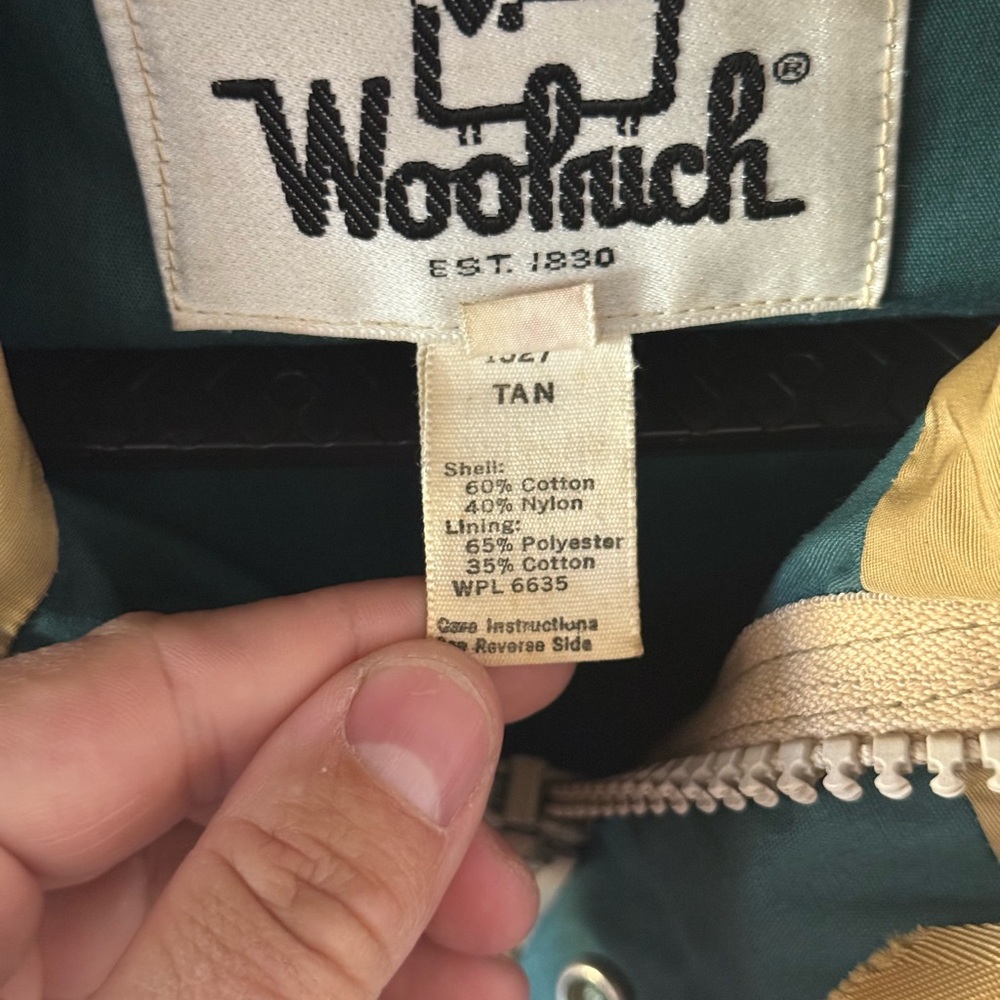 Woolrich®
EST. 1830
1527
TAN
Shell:
60% Cotton
40% Nylon
Lining:
65% Polyester
35% Cotton
WPL 6635
Care Instructions
See Reverse Side